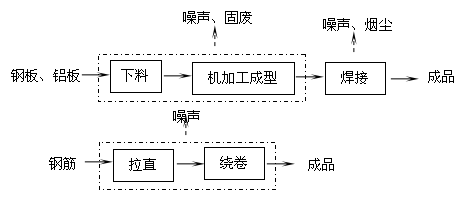 噪声、固废
噪声、烟尘
钢板、铝板
下料
机加工成型
焊接
成品
噪声
钢筋
拉直
绕卷
成品